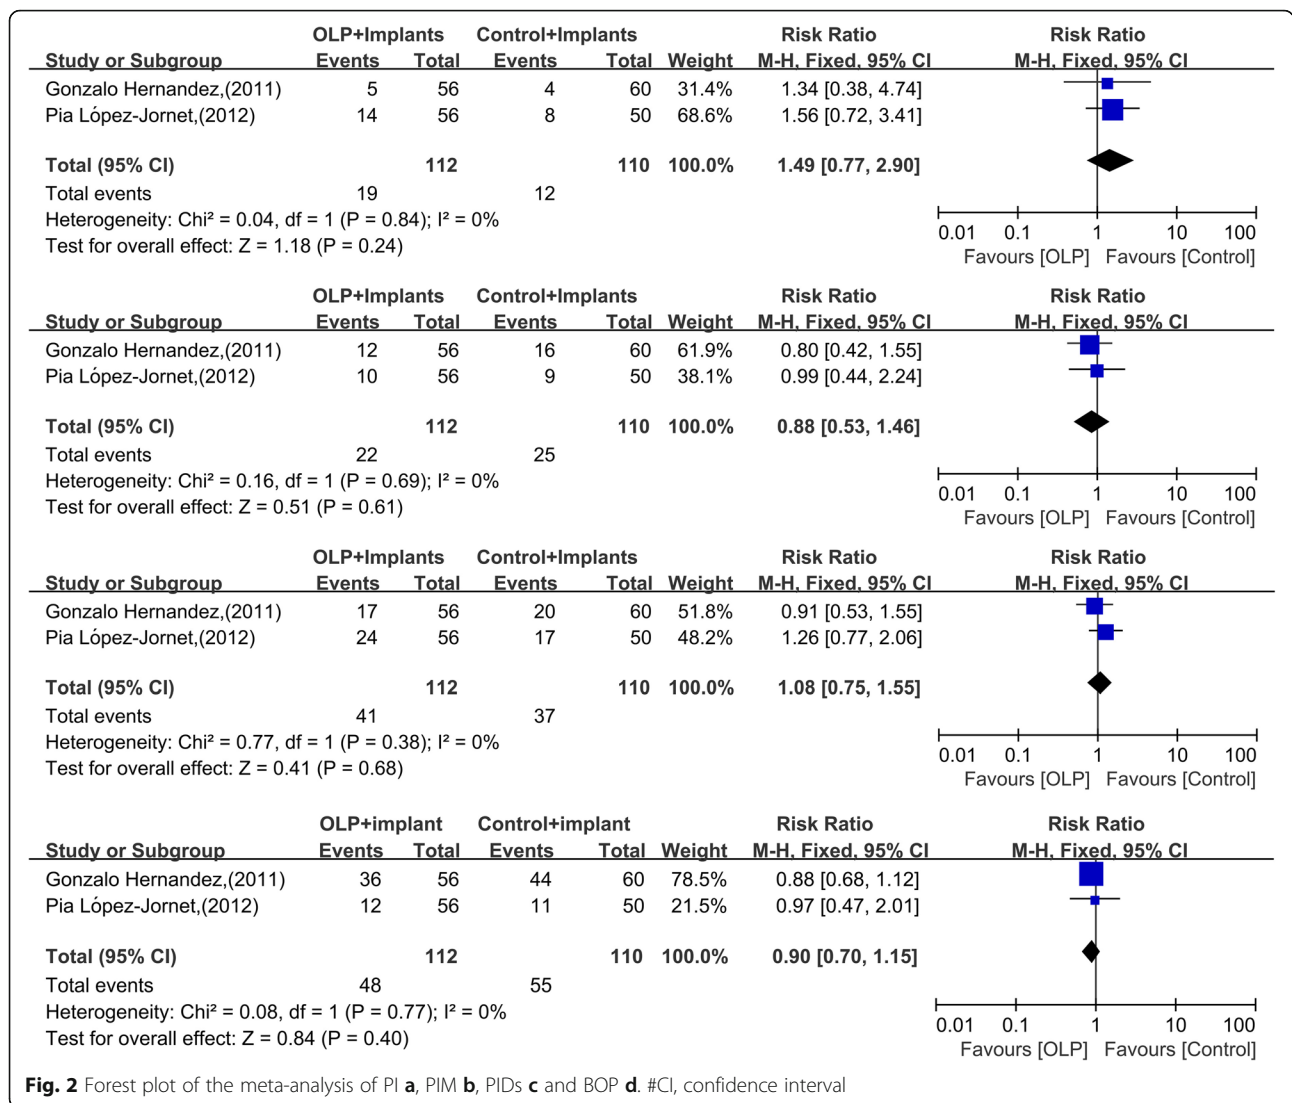 OLP+Implants Control+Implants Risk Ratio Risk Ratio
Study or Subgroup Events Total Events Total Weight M-H, Fixed, 95% CI M-H, Fixed, 95% CI
Gonzalo Hernandez,(2011) 5 56 4 60 31.4% 1.34 [0.38, 4.74]
Pia López-Jornet,(2012) 14 56 8 50 68.6% 1.56 [0.72, 3.41]
Total (95% CI) 112 110 100.0% 1.49 [0.77, 2.90]
Total events 19 12
Heterogeneity: Chi² = 0.04, df = 1 (P = 0.84); I² = 0%
Test for overall effect: Z = 1.18 (P = 0.24)
0.01 0.1 1 10 100
Favours [OLP] Favours [Control]
OLP+Implants Control+Implants Risk Ratio Risk Ratio
Study or Subgroup Events Total Events Total Weight M-H, Fixed, 95% CI M-H, Fixed, 95% CI
Gonzalo Hernandez,(2011) 12 56 16 60 61.9% 0.80 [0.42, 1.55]
Pia López-Jornet,(2012) 10 56 9 50 38.1% 0.99 [0.44, 2.24]
Total (95% CI) 112 110 100.0% 0.88 [0.53, 1.46]
Total events 22 25
Heterogeneity: Chi² = 0.16, df = 1 (P = 0.69); I² = 0%
Test for overall effect: Z = 0.51 (P = 0.61)
0.01 0.1 1 10 100
Favours [OLP] Favours [Control]
OLP+Implants Control+Implants Risk Ratio Risk Ratio
Study or Subgroup Events Total Events Total Weight M-H, Fixed, 95% CI M-H, Fixed, 95% CI
Gonzalo Hernandez,(2011) 17 56 20 60 51.8% 0.91 [0.53, 1.55]
Pia López-Jornet,(2012) 24 56 17 50 48.2% 1.26 [0.77, 2.06]
Total (95% CI) 112 110 100.0% 1.08 [0.75, 1.55]
Total events 41 37
Heterogeneity: Chi² = 0.77, df = 1 (P = 0.38); I² = 0%
Test for overall effect: Z = 0.41 (P = 0.68)
0.01 0.1 1 10 100
Favours [OLP] Favours [Control]
OLP+implant Control+implant Risk Ratio Risk Ratio
Study or Subgroup Events Total Events Total Weight M-H, Fixed, 95% CI M-H, Fixed, 95% CI
Gonzalo Hernandez,(2011) 36 56 44 60 78.5% 0.88 [0.68, 1.12]
Pia López-Jornet,(2012) 12 56 11 50 21.5% 0.97 [0.47, 2.01]
Total (95% CI) 112 110 100.0% 0.90 [0.70, 1.15]
Total events 48 55
Heterogeneity: Chi² = 0.08, df = 1 (P = 0.77); I² = 0%
Test for overall effect: Z = 0.84 (P = 0.40)
0.01 0.1 1 10 100
Favours [OLP] Favours [Control]
Fig. 2 Forest plot of the meta-analysis of PI a, PIM b, PIDs c and BOP d. #CI, confidence interval